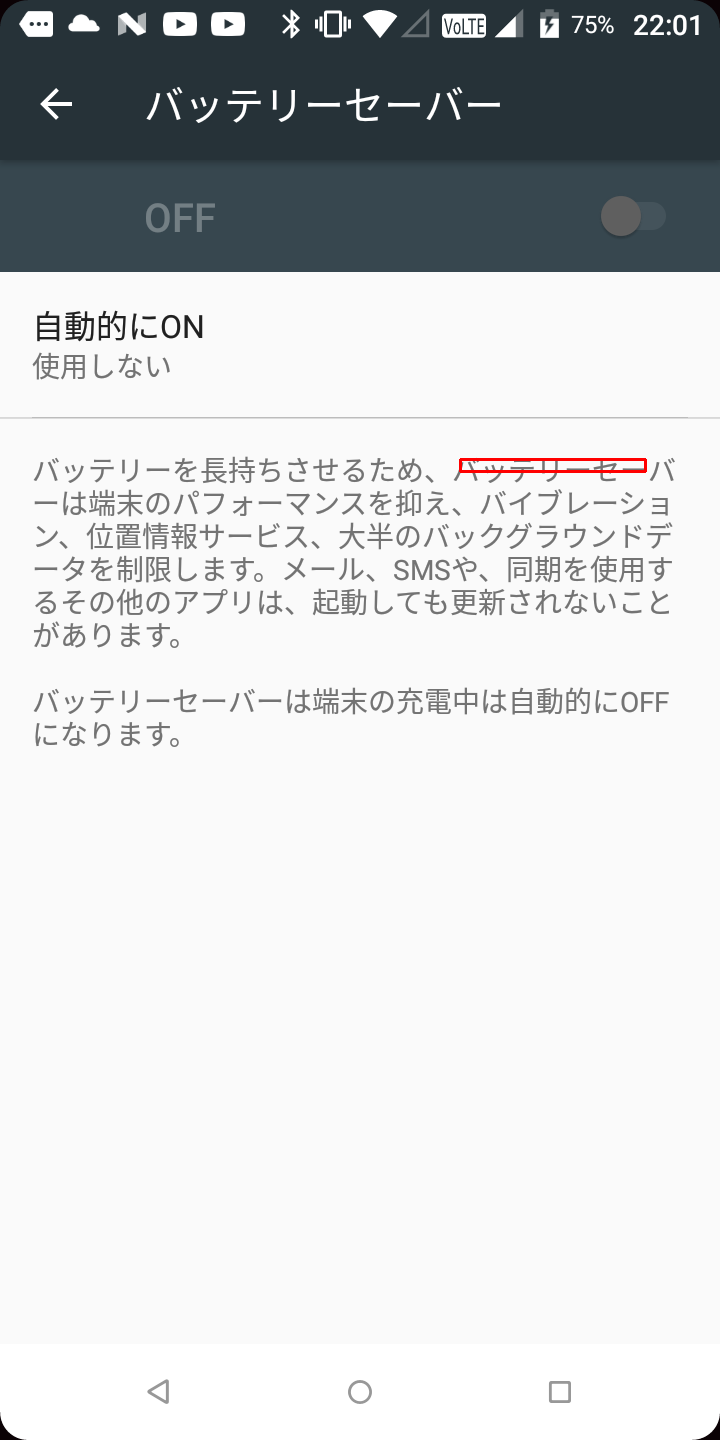 75% 22:01
VoLTE
バッテリーセーバー
OFF
自動的にON
使用しない
バッテリーを長持ちさせるため、バッテリーセーバ
ーは端末のパフォーマンスを抑え、バイブレーショ
ン、位置情報サービス、大半のバックグラウンドデ
ータを制限します。メール、SMSや、同期を使用す
るその他のアプリは、起動しても更新されないこと
があります。
バッテリーセーバーは端末の充電中は自動的にOFF
になります。